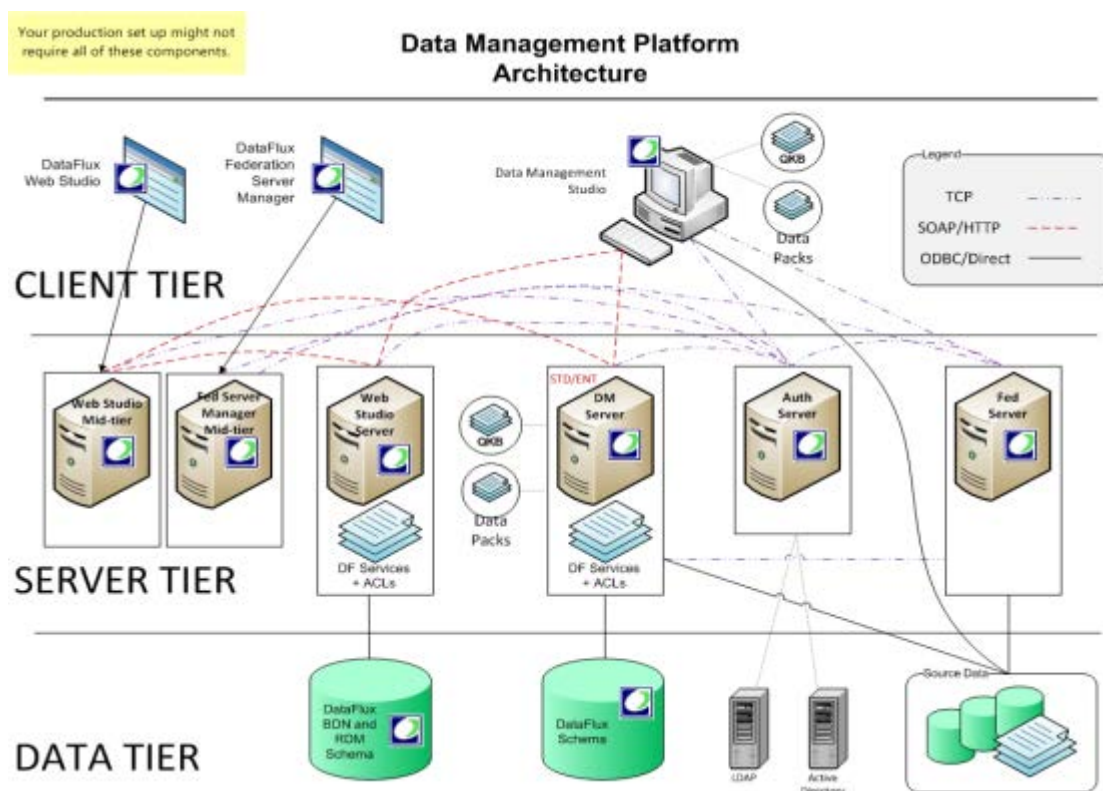 Your production set up might not
require all of these components.
Data Management Platform
Architecture
DataFlux
Web Studio
DataFlux
Federation
Server
Manager
Data Management
Studio
QKB
Data
Packs
Legend
TCP
SOAP/HTTP
ODBC/Direct
CLIENT TIER
Web Studio
Mid-tier
Fed Server
Manager
Mid-tier
Web
Studio
Server
STD/ENT
DM
Server
Auth
Server
Fed
Server
QKB
Data
Packs
DF Services
+ ACLs
DF Services
+ ACLs
SERVER TIER
DataFlux
BDN and
RDM
Schema
DataFlux
Schema
Source Data
LDAP
Active
Directory
DATA TIER